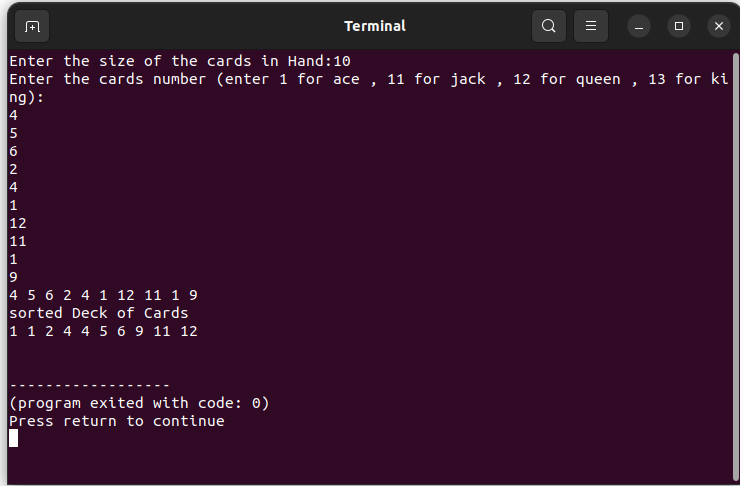 Terminal
Enter the size of the cards in Hand:10
Enter the cards number (enter 1 for ace , 11 for jack , 12 for queen , 13 for ki
ng):
4
5
6
2
4
1
12
11
1
9
4 5 6 2 4 1 12 11 1 9
sorted Deck of Cards
1 1 2 4 4 5 6 9 11 12
------------------
(program exited with code: 0)
Press return to continue